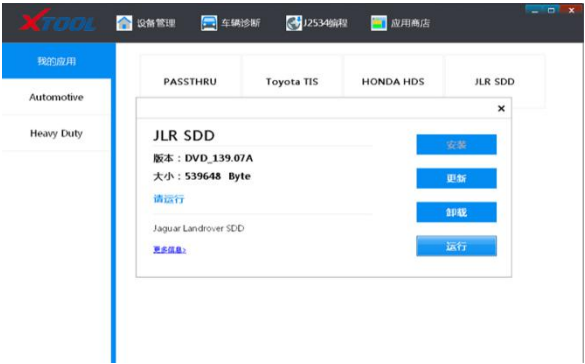 XTOOL 设备管理 车辆诊断 J2534编程 应用商店
我的应用
Automotive
Heavy Duty
PASSTHRU Toyota TIS HONDA HDS JLR SDD
JLR SDD
版本：DVD_139.07A
大小：539648 Byte
请运行
Jaguar Landrover SDD
更多信息>
安装
更新
卸载
运行